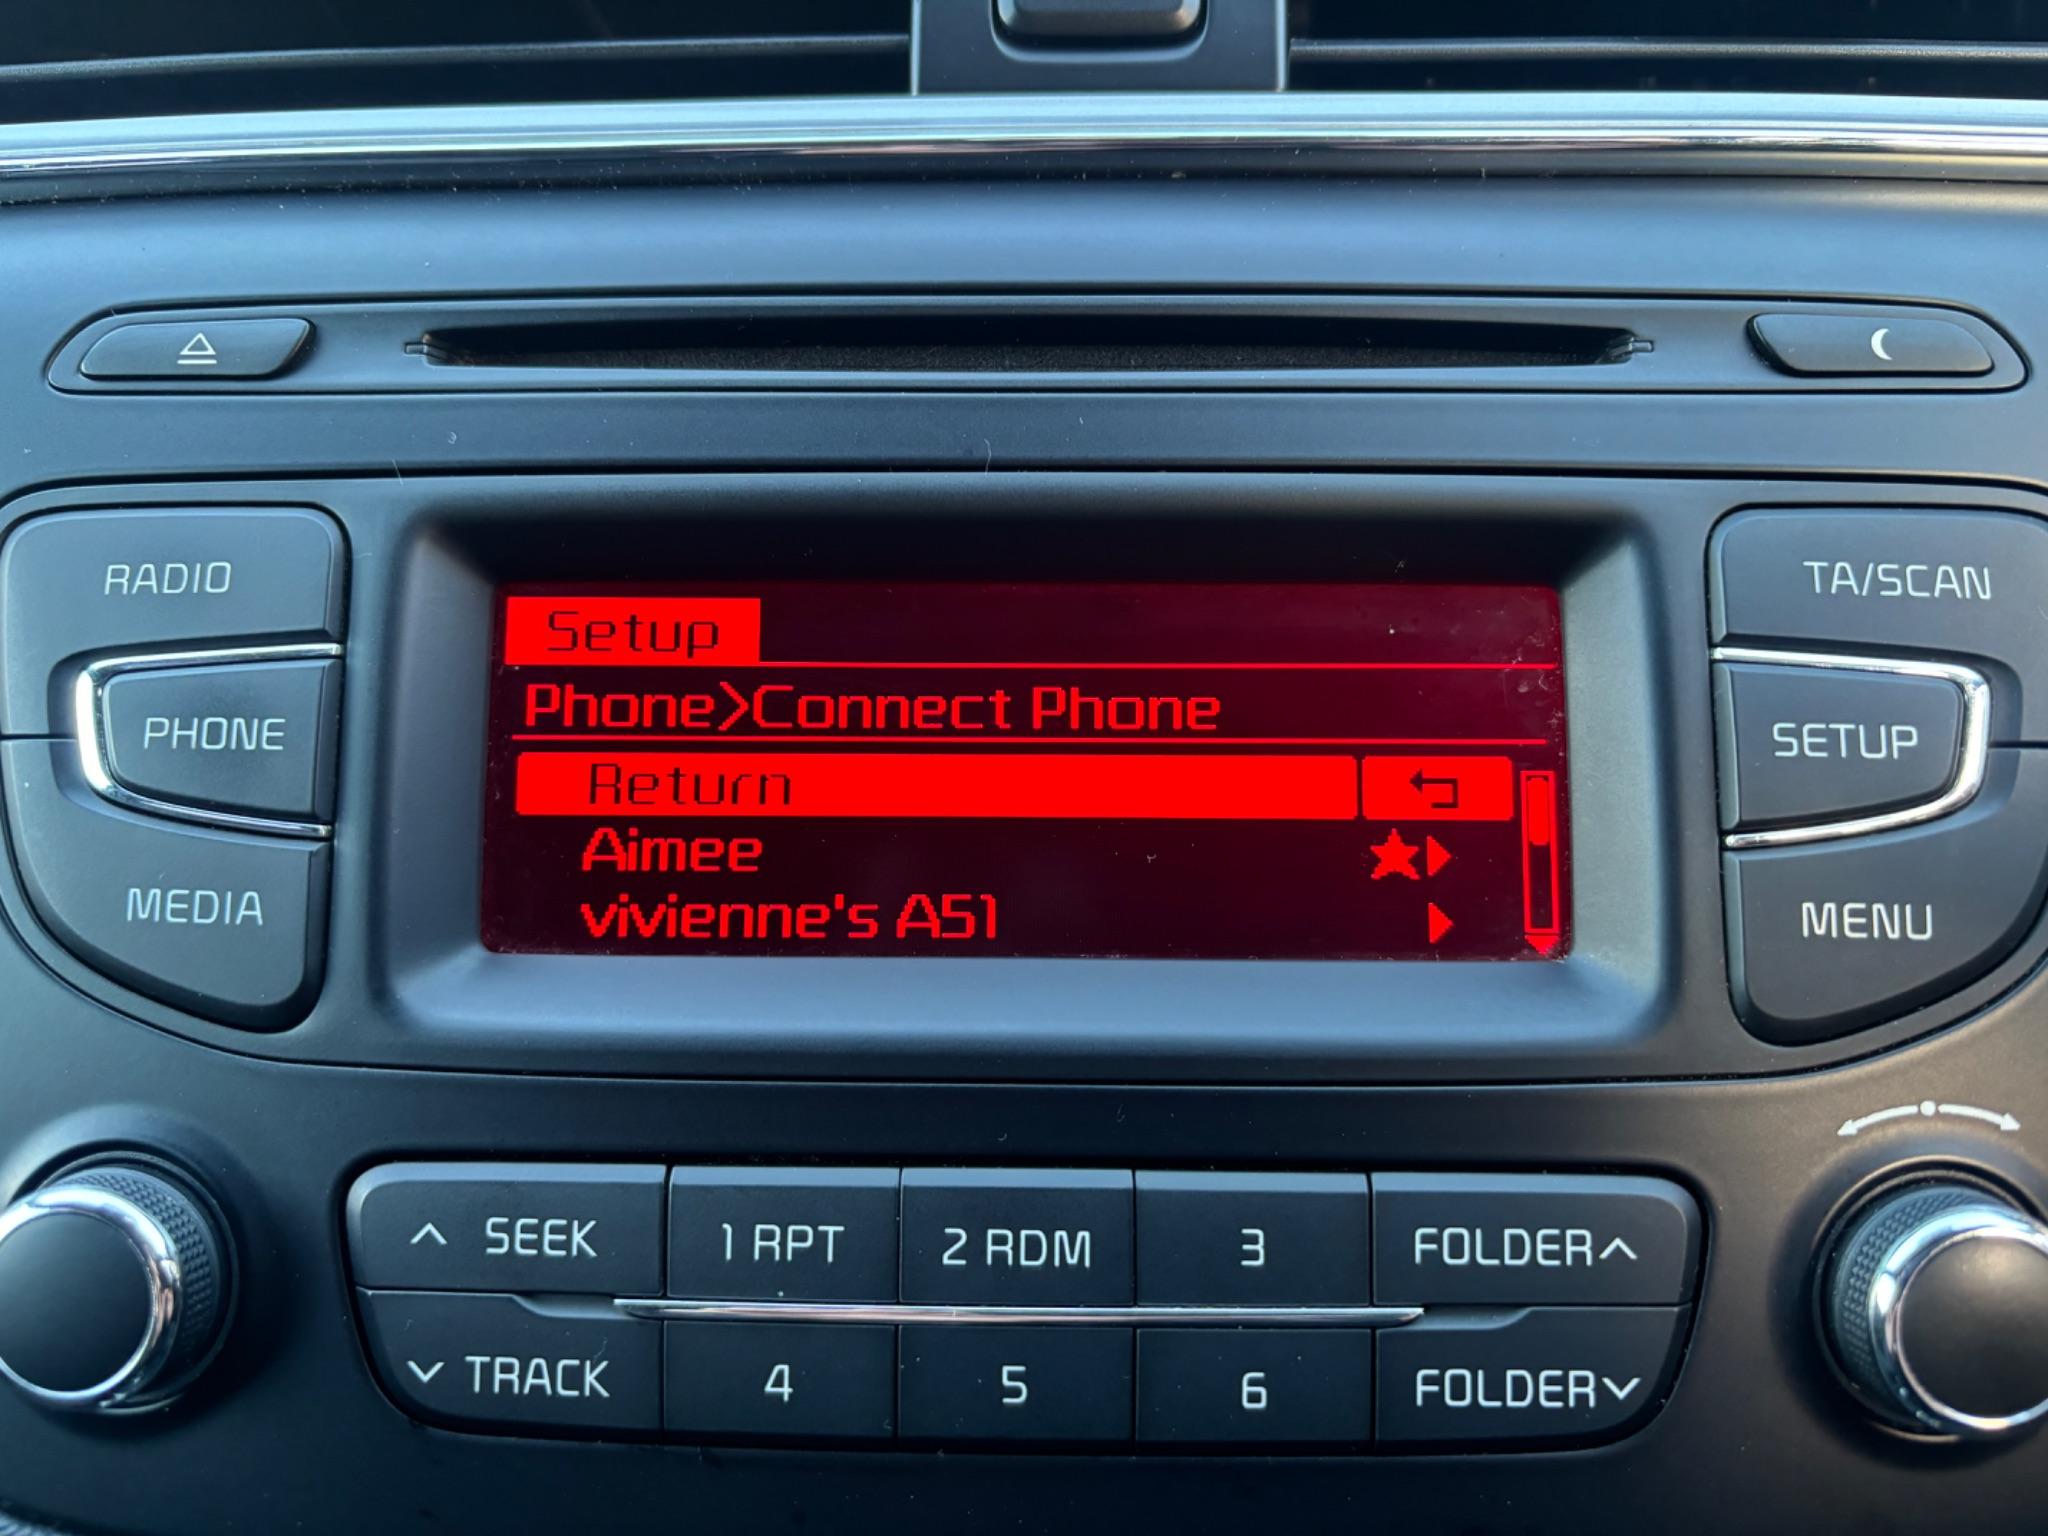 RADIO
PHONE
MEDIA
Setup
Phone>Connect Phone
Return
Aimee
vivienne's A51
TA/SCAN
SETUP
MENU
SEEK
1 RPT
2 RDM
3
FOLDER
TRACK
4
5
6
FOLDER